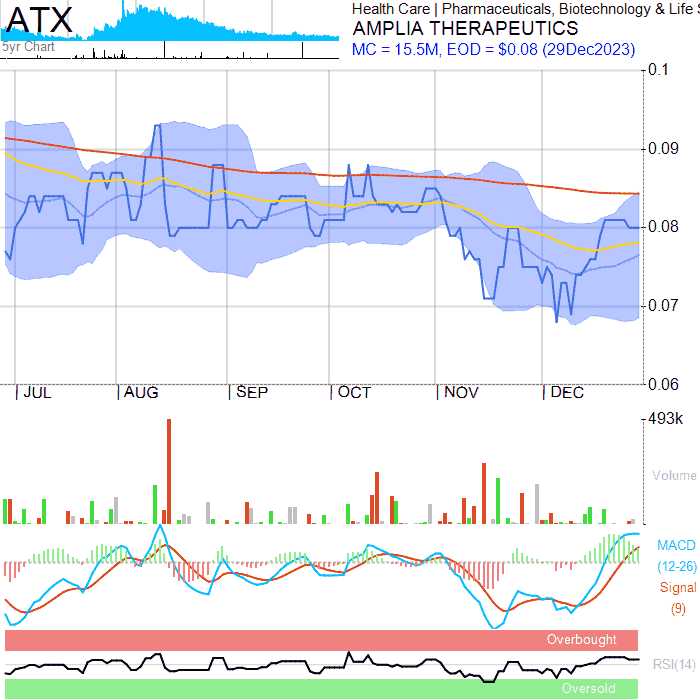 ATX
Health Care | Pharmaceuticals, Biotechnology & Life S
AMPLIA THERAPEUTICS
MC = 15.5M, EOD = $0.08 (29Dec2023)
5yr Chart
0.1
0.09
0.08
0.07
0.06
| JUL | AUG | SEP | OCT | NOV | DEC
493k
Volume
MACD
(12-26)
Signal
(9)
Overbought
RSI(14)
Oversold